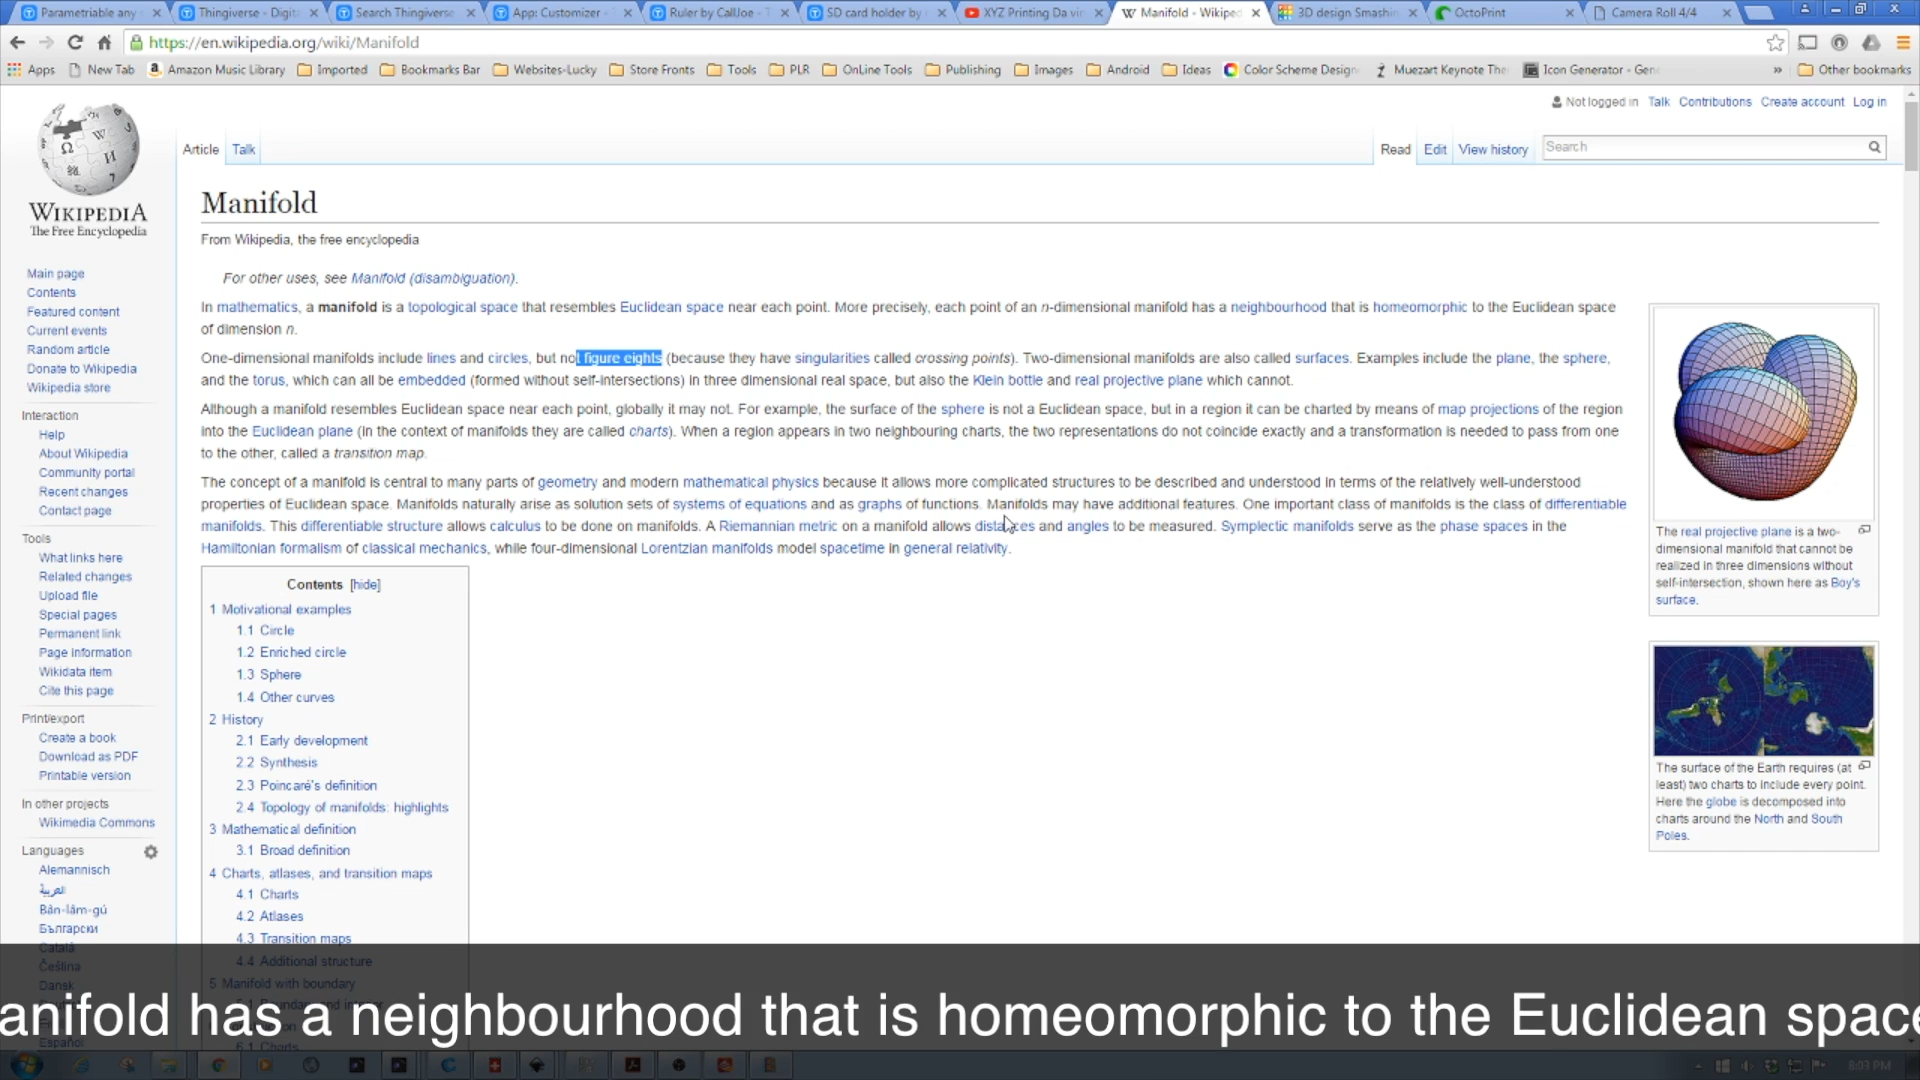 Parametriable any
Thingiverse - Digit
Search Thingiverse
App: Customizer -
Ruler by CallJoe - T
SD card holder by
XYZ Printing Da vin
Manifold - Wikiped
3D design Smashin
OctoPrint
Camera Roll 4/4
https://en.wikipedia.org/wiki/Manifold
Apps
New Tab
Amazon Music Library
Imported
Bookmarks Bar
Websites-Lucky
Store Fronts
Tools
PLR
OnLine Tools
Publishing
Images
Android
Ideas
Color Scheme Design
Muezart Keynote The
Icon Generator - Gen
»
Other bookmarks
Not logged in Talk Contributions Create account Log in
Article Talk
Read Edit View history
Search
WIKIPEDIA
The Free Encyclopedia
Main page
Contents
Featured content
Current events
Random article
Donate to Wikipedia
Wikipedia store
Interaction
Help
About Wikipedia
Community portal
Recent changes
Contact page
Tools
What links here
Related changes
Upload file
Special pages
Permanent link
Page information
Wikidata item
Cite this page
Print/export
Create a book
Download as PDF
Printable version
In other projects
Wikimedia Commons
Languages
Alemannisch
العربية
Bân-lâm-gú
Български
Català
Čeština
Dansk
Español
Manifold
From Wikipedia, the free encyclopedia
For other uses, see Manifold (disambiguation).
In mathematics, a manifold is a topological space that resembles Euclidean space near each point. More precisely, each point of an n-dimensional manifold has a neighbourhood that is homeomorphic to the Euclidean space
of dimension n.
One-dimensional manifolds include lines and circles, but not figure eights (because they have singularities called crossing points). Two-dimensional manifolds are also called surfaces. Examples include the plane, the sphere,
and the torus, which can all be embedded (formed without self-intersections) in three dimensional real space, but also the Klein bottle and real projective plane which cannot.
Although a manifold resembles Euclidean space near each point, globally it may not. For example, the surface of the sphere is not a Euclidean space, but in a region it can be charted by means of map projections of the region
into the Euclidean plane (in the context of manifolds they are called charts). When a region appears in two neighbouring charts, the two representations do not coincide exactly and a transformation is needed to pass from one
to the other, called a transition map.
The concept of a manifold is central to many parts of geometry and modern mathematical physics because it allows more complicated structures to be described and understood in terms of the relatively well-understood
properties of Euclidean space. Manifolds naturally arise as solution sets of systems of equations and as graphs of functions. Manifolds may have additional features. One important class of manifolds is the class of differentiable
manifolds. This differentiable structure allows calculus to be done on manifolds. A Riemannian metric on a manifold allows distances and angles to be measured. Symplectic manifolds serve as the phase spaces in the
Hamiltonian formalism of classical mechanics, while four-dimensional Lorentzian manifolds model spacetime in general relativity.
Contents [hide]
1 Motivational examples
1.1 Circle
1.2 Enriched circle
1.3 Sphere
1.4 Other curves
2 History
2.1 Early development
2.2 Synthesis
2.3 Poincaré's definition
2.4 Topology of manifolds: highlights
3 Mathematical definition
3.1 Broad definition
4 Charts, atlases, and transition maps
4.1 Charts
4.2 Atlases
4.3 Transition maps
4.4 Additional structure
5 Manifold with boundary
6.1 Charts
The real projective plane is a two-
dimensional manifold that cannot be
realized in three dimensions without
self-intersection, shown here as Boy's
surface.
The surface of the Earth requires (at
least) two charts to include every point.
Here the globe is decomposed into
charts around the North and South
Poles.
anifold has a neighbourhood that is homeomorphic to the Euclidean space
8:03 PM